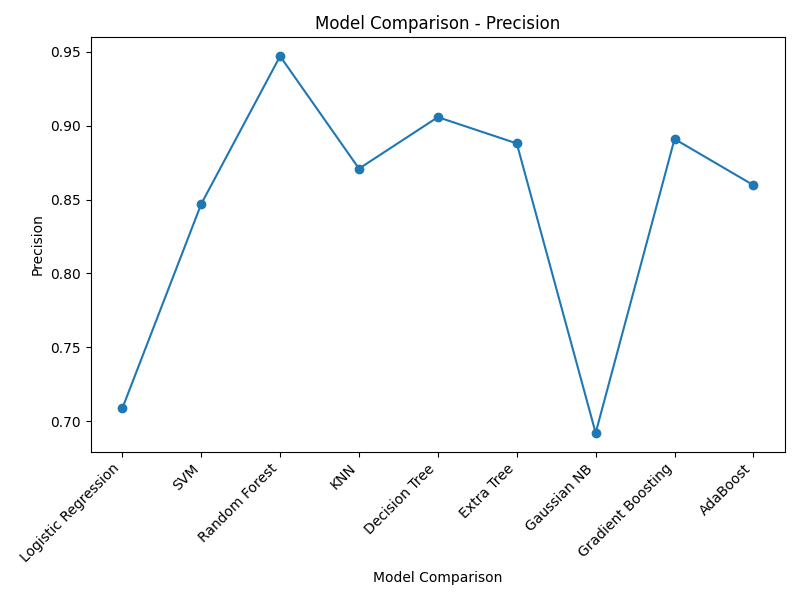 Model Comparison - Precision
Precision
0.95
0.90
0.85
0.80
0.75
0.70
Logistic Regression
SVM
Random Forest
KNN
Decision Tree
Extra Tree
Gaussian NB
Gradient Boosting
AdaBoost
Model Comparison